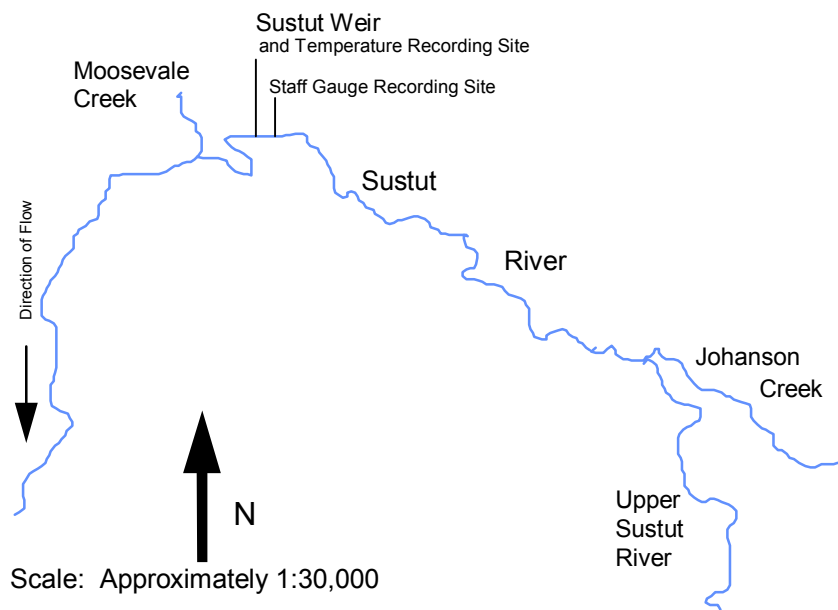 Sustut Weir
and Temperature Recording Site
Moosevale
Creek
Staff Gauge Recording Site
Sustut
River
Direction of Flow
Johanson
Creek
Upper
Sustut
River
N
Scale: Approximately 1:30,000